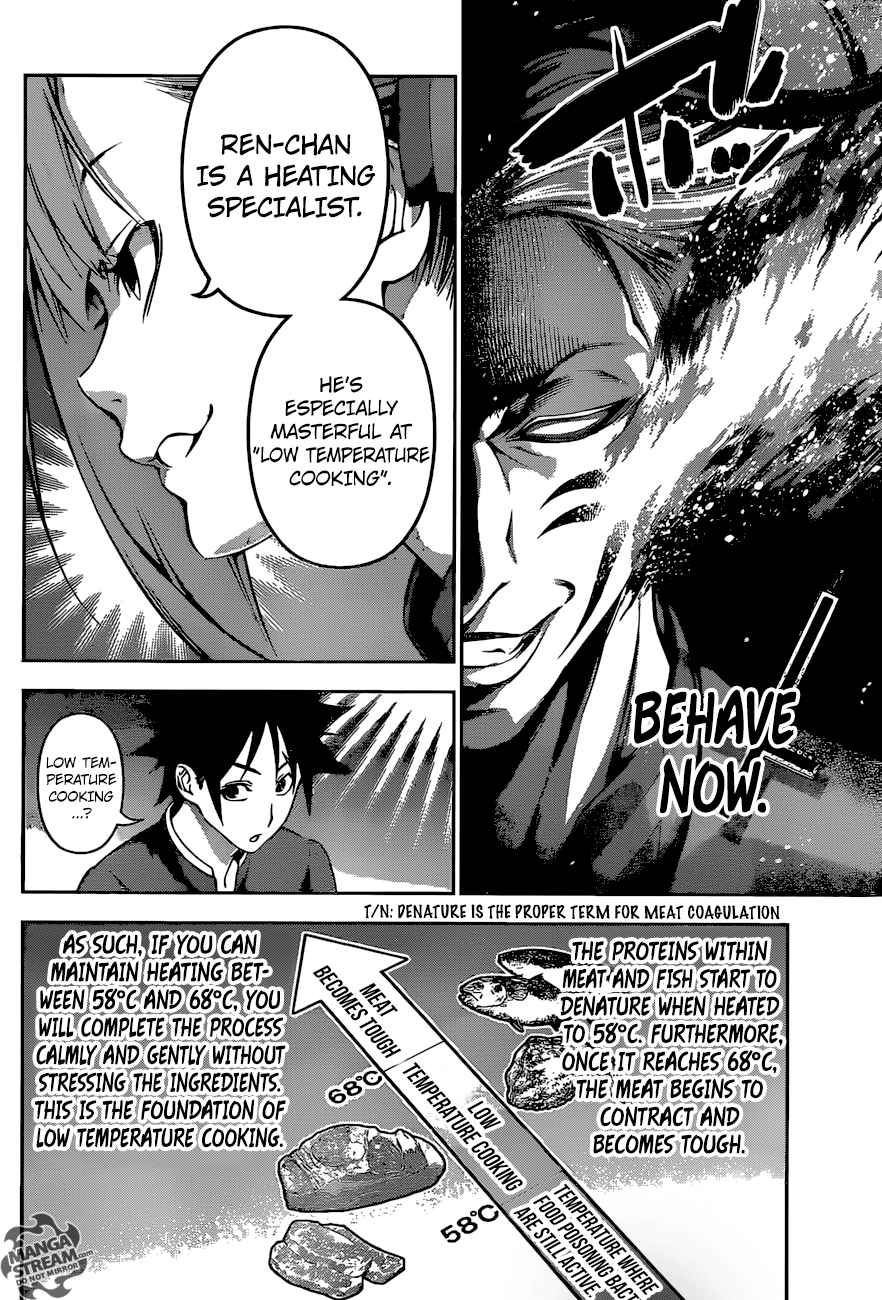 ドボッ
BEHAVE
NOW.
REN-CHAN
IS A HEATING
SPECIALIST.
HE'S
ESPECIALLY
MASTERFUL AT
"LOW TEMPERATURE
COOKING".
LOW TEM-
PERATURE
COOKING
...?
T/N: DENATURE IS THE PROPER TERM FOR MEAT COAGULATION
THE PROTEINS WITHIN
MEAT AND FISH START TO
DENATURE WHEN HEATED
TO 58°C. FURTHERMORE,
ONCE IT REACHES 68°C,
THE MEAT BEGINS TO
CONTRACT AND
BECOMES TOUGH.
MEAT
BECOMES TOUGH
68°C
LOW
TEMPERATURE COOKING
58°C
TEMPERATURE WHERE
FOOD POISONING BACT
ARE STILL ACTIVE.
AS SUCH, IF YOU CAN
MAINTAIN HEATING BET-
WEEN 58°C AND 68°C, YOU
WILL COMPLETE THE PROCESS
CALMLY AND GENTLY WITHOUT
STRESSING THE INGREDIENTS.
THIS IS THE FOUNDATION OF
LOW TEMPERATURE COOKING.
MANGA
STREAM.COM
DO NOT MIRROR!